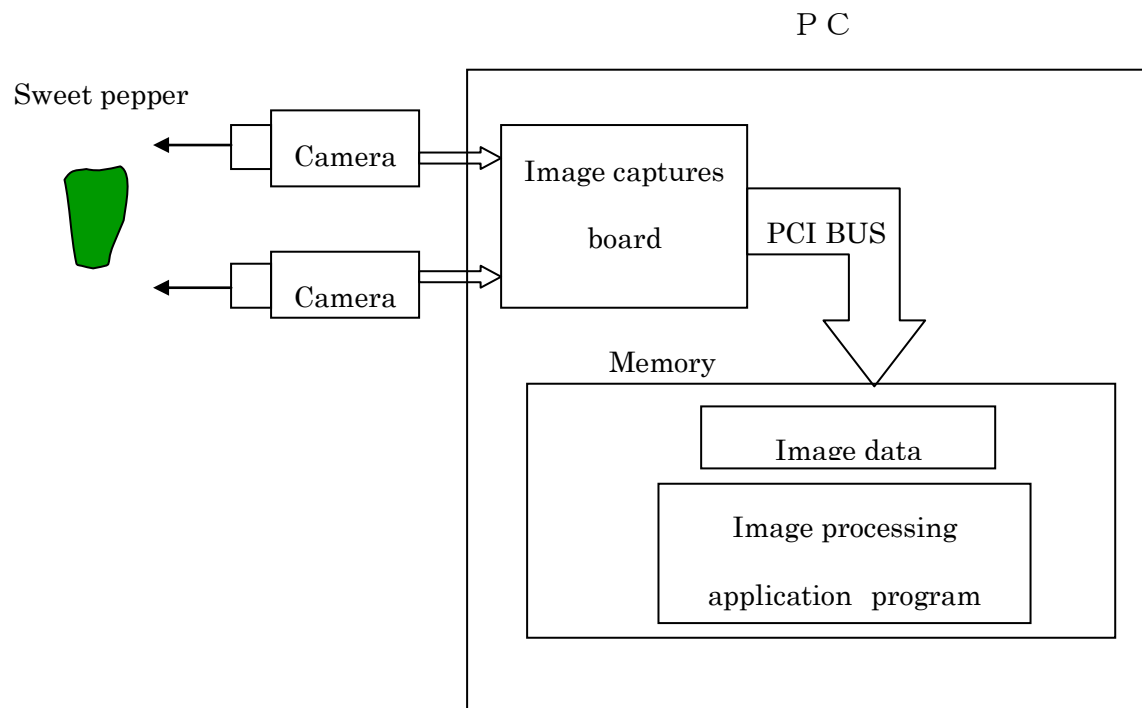 P C
Sweet pepper
Camera
Image captures
board
PCI BUS
Camera
Memory
Image data
Image processing
application program